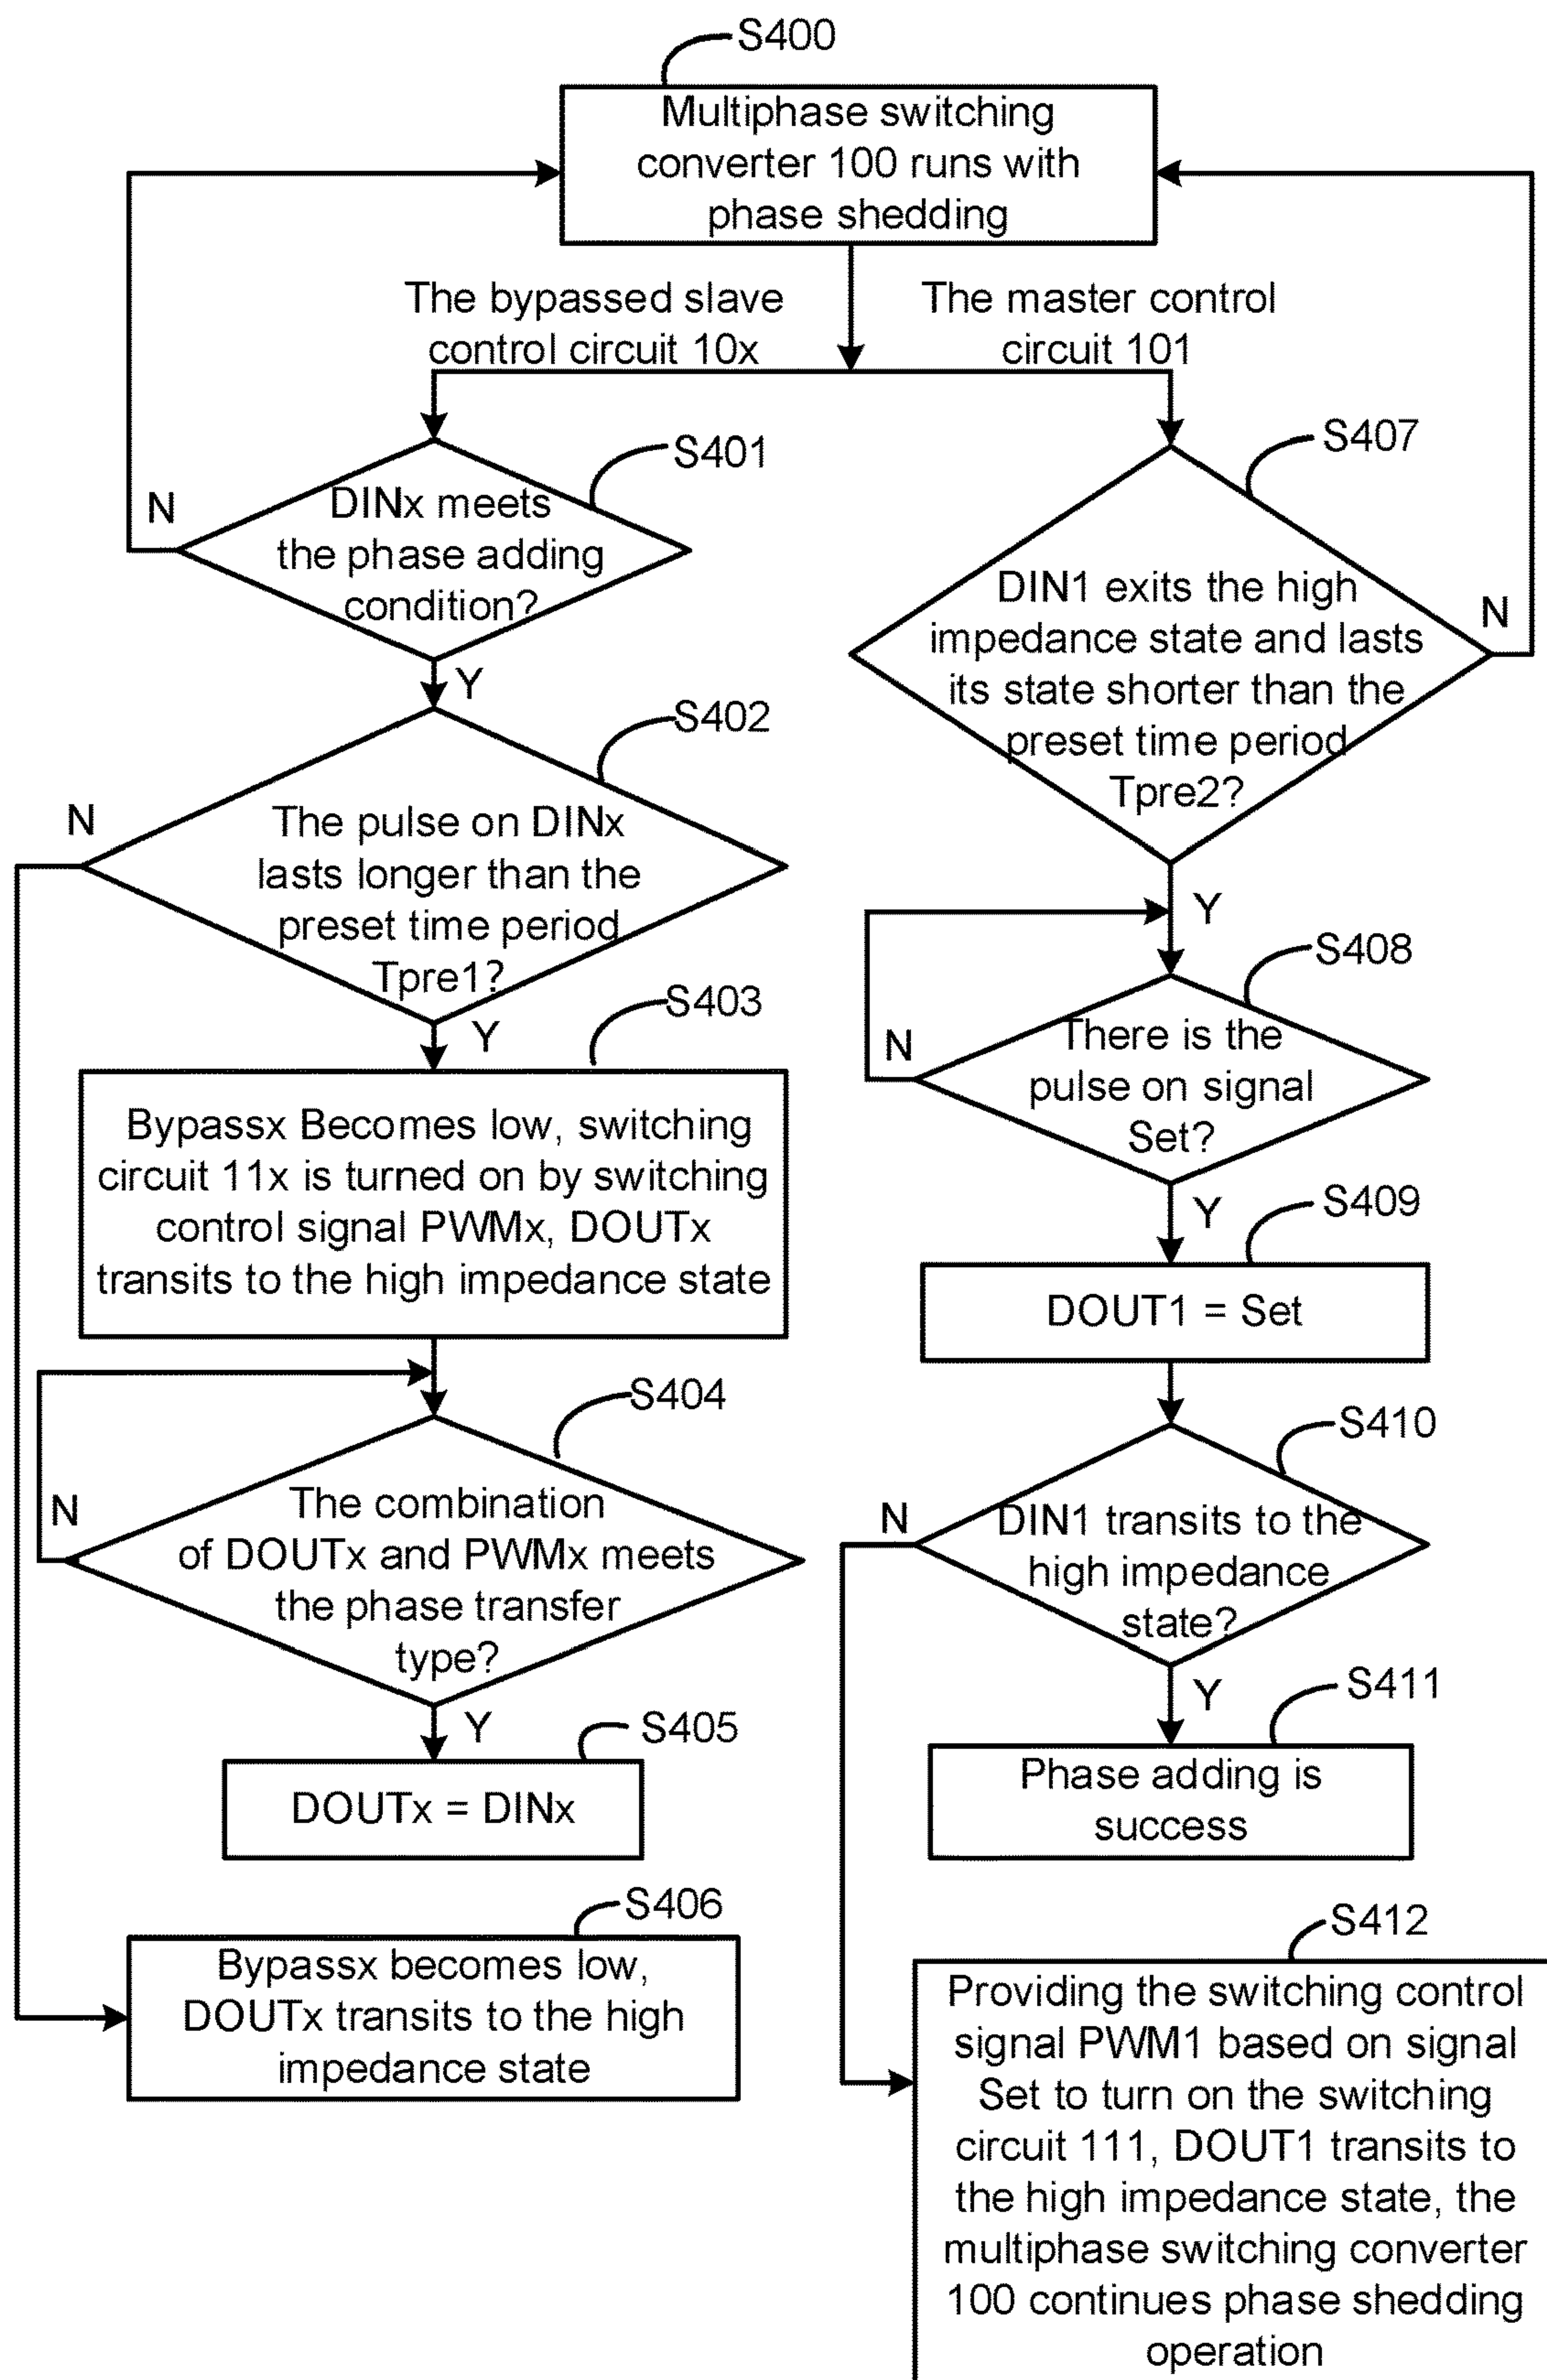 S400
Multiphase switching
converter 100 runs with
phase shedding
The bypassed slave
control circuit 10x
The master control
circuit 101
S401
DINx meets
the phase adding
condition?
N
Y
S402
The pulse on DINx
lasts longer than the
preset time period
Tpre1?
N
Y
S403
Bypassx Becomes low, switching
circuit 11x is turned on by switching
control signal PWMx, DOUTx
transits to the high impedance state
S404
The combination
of DOUTx and PWMx meets
the phase transfer
type?
N
Y
S405
DOUTx = DINx
S406
Bypassx becomes low,
DOUTx transits to the high
impedance state
S407
DIN1 exits the high
impedance state and lasts
its state shorter than the
preset time period
Tpre2?
N
Y
S408
There is the
pulse on signal
Set?
N
Y
S409
DOUT1 = Set
S410
DIN1 transits to the
high impedance
state?
N
Y
S411
Phase adding is
success
S412
Providing the switching control
signal PWM1 based on signal
Set to turn on the switching
circuit 111, DOUT1 transits to
the high impedance state, the
multiphase switching converter
100 continues phase shedding
operation